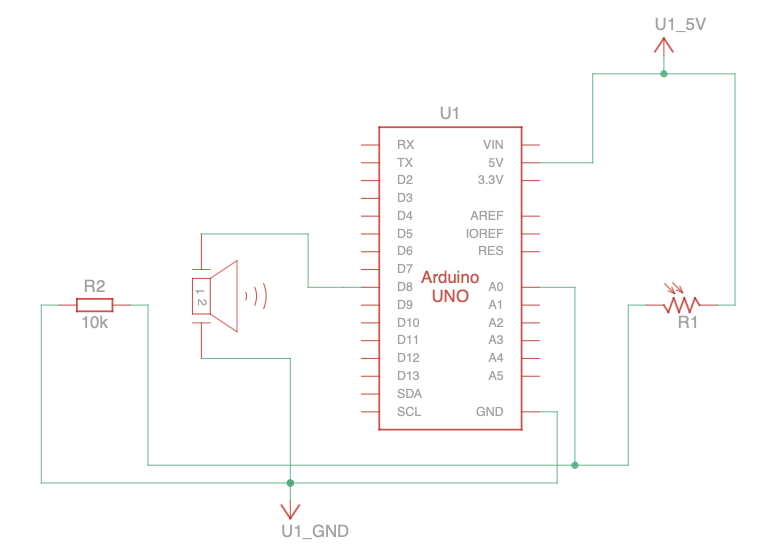 U1_5V
U1
RX VIN
TX 5V
D2 3.3V
D3
D4 AREF
D5 IOREF
D6 RES
D7
Arduino
UNO
D8 A0
D9 A1
D10 A2
D11 A3
D12 A4
D13 A5
SDA
SCL GND
R2
10k
1 2
R1
U1_GND